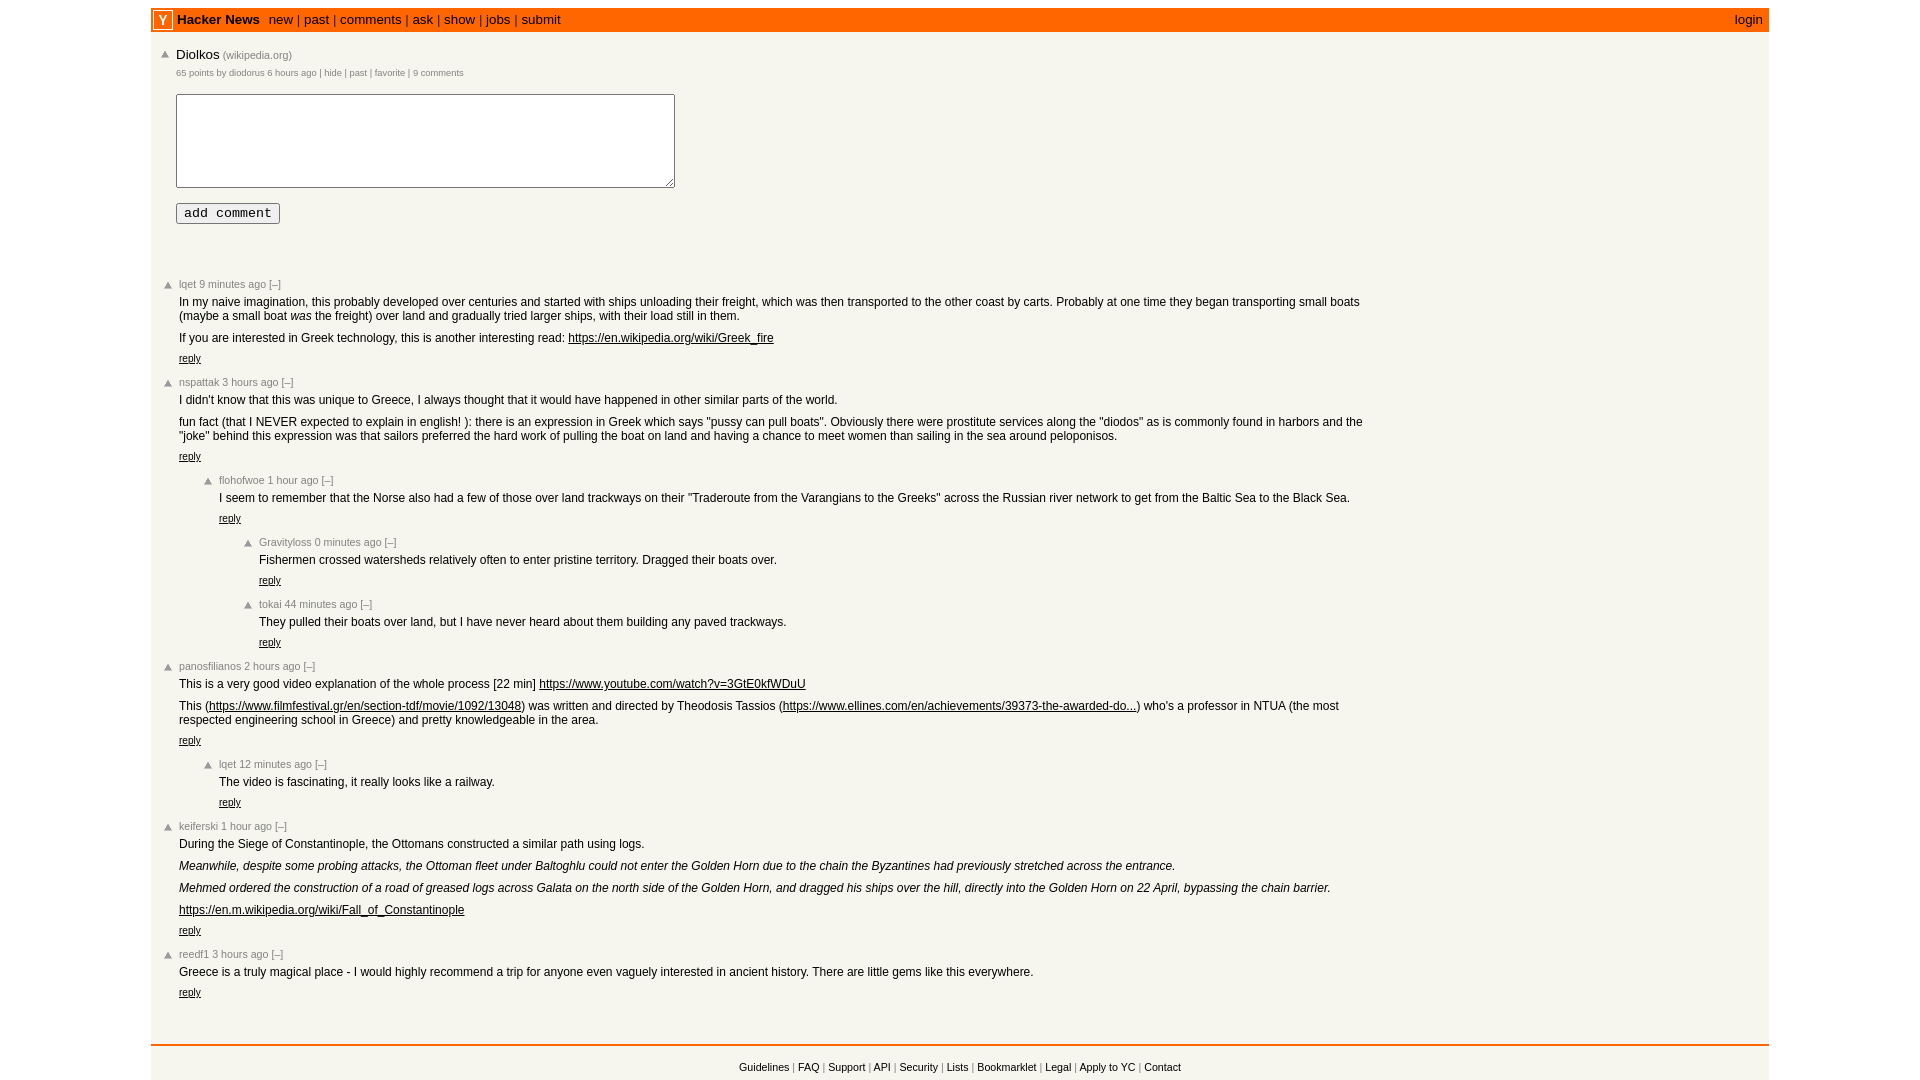 Y Hacker News new | past | comments | ask | show | jobs | submit login
Diolkos (wikipedia.org)
65 points by diodorus 6 hours ago | hide | past | favorite | 9 comments
add comment
lqet 9 minutes ago [–]
In my naive imagination, this probably developed over centuries and started with ships unloading their freight, which was then transported to the other coast by carts. Probably at one time they began transporting small boats
(maybe a small boat was the freight) over land and gradually tried larger ships, with their load still in them.
If you are interested in Greek technology, this is another interesting read: https://en.wikipedia.org/wiki/Greek_fire
reply
nspattak 3 hours ago [–]
I didn't know that this was unique to Greece, I always thought that it would have happened in other similar parts of the world.
fun fact (that I NEVER expected to explain in english! ): there is an expression in Greek which says "pussy can pull boats". Obviously there were prostitute services along the "diodos" as is commonly found in harbors and the
"joke" behind this expression was that sailors preferred the hard work of pulling the boat on land and having a chance to meet women than sailing in the sea around peloponisos.
reply
flohofwoe 1 hour ago [–]
I seem to remember that the Norse also had a few of those over land trackways on their "Traderoute from the Varangians to the Greeks" across the Russian river network to get from the Baltic Sea to the Black Sea.
reply
Gravityloss 0 minutes ago [–]
Fishermen crossed watersheds relatively often to enter pristine territory. Dragged their boats over.
reply
tokai 44 minutes ago [–]
They pulled their boats over land, but I have never heard about them building any paved trackways.
reply
panosfilianos 2 hours ago [–]
This is a very good video explanation of the whole process [22 min] https://www.youtube.com/watch?v=3GtE0kfWDuU
This (https://www.filmfestival.gr/en/section-tdf/movie/1092/13048) was written and directed by Theodosis Tassios (https://www.ellines.com/en/achievements/39373-the-awarded-do...) who's a professor in NTUA (the most
respected engineering school in Greece) and pretty knowledgeable in the area.
reply
lqet 12 minutes ago [–]
The video is fascinating, it really looks like a railway.
reply
keiferski 1 hour ago [–]
During the Siege of Constantinople, the Ottomans constructed a similar path using logs.
Meanwhile, despite some probing attacks, the Ottoman fleet under Baltoghlu could not enter the Golden Horn due to the chain the Byzantines had previously stretched across the entrance.
Mehmed ordered the construction of a road of greased logs across Galata on the north side of the Golden Horn, and dragged his ships over the hill, directly into the Golden Horn on 22 April, bypassing the chain barrier.
https://en.m.wikipedia.org/wiki/Fall_of_Constantinople
reply
reedf1 3 hours ago [–]
Greece is a truly magical place - I would highly recommend a trip for anyone even vaguely interested in ancient history. There are little gems like this everywhere.
reply
Guidelines | FAQ | Support | API | Security | Lists | Bookmarklet | Legal | Apply to YC | Contact